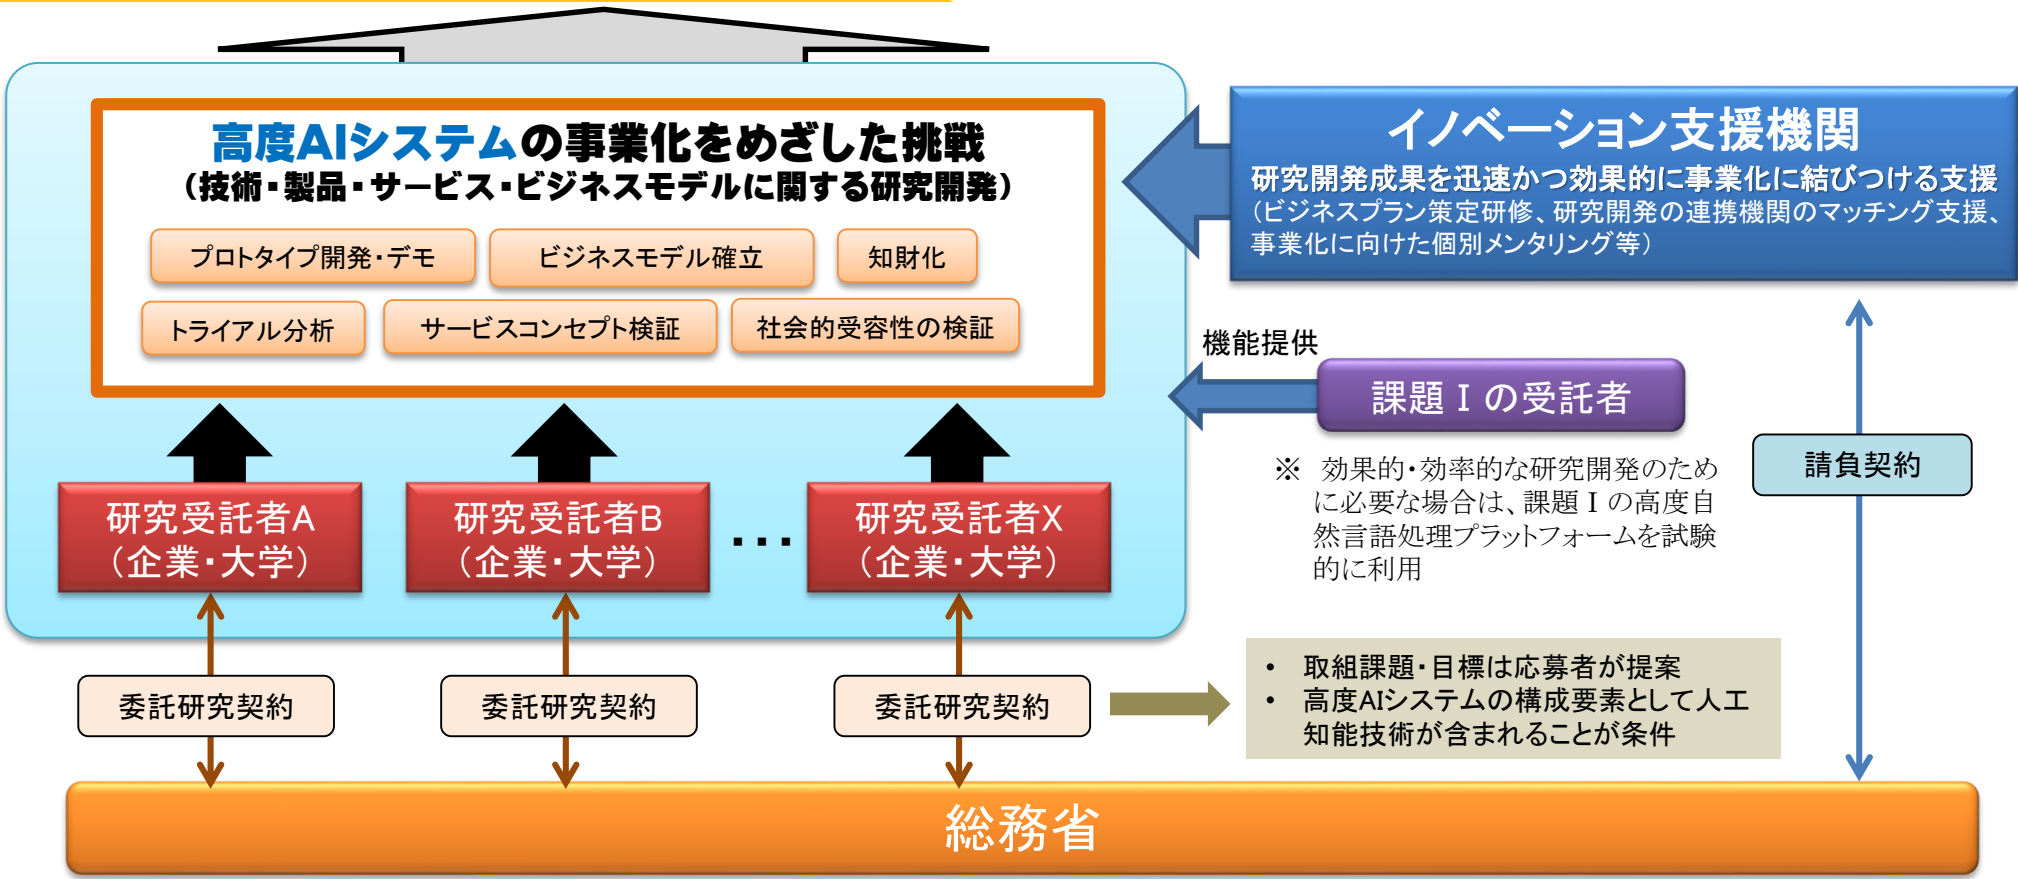 高度AIシステムの事業化をめざした挑戦
（技術・製品・サービス・ビジネスモデルに関する研究開発）
プロトタイプ開発・デモ
ビジネスモデル確立
知財化
トライアル分析
サービスコンセプト検証
社会的受容性の検証
イノベーション支援機関
研究開発成果を迅速かつ効果的に事業化に結びつける支援
（ビジネスプラン策定研修、研究開発の連携機関のマッチング支援、
事業化に向けた個別メンタリング等）
機能提供
課題Ⅰの受託者
※ 効果的・効率的な研究開発のため
に必要な場合は、課題Ⅰの高度自
然言語処理プラットフォームを試験
的に利用
請負契約
研究受託者A
（企業・大学）
研究受託者B
（企業・大学）
・・・
研究受託者X
（企業・大学）
委託研究契約
委託研究契約
委託研究契約
• 取組課題・目標は応募者が提案
• 高度AIシステムの構成要素として人工
知能技術が含まれることが条件
総務省